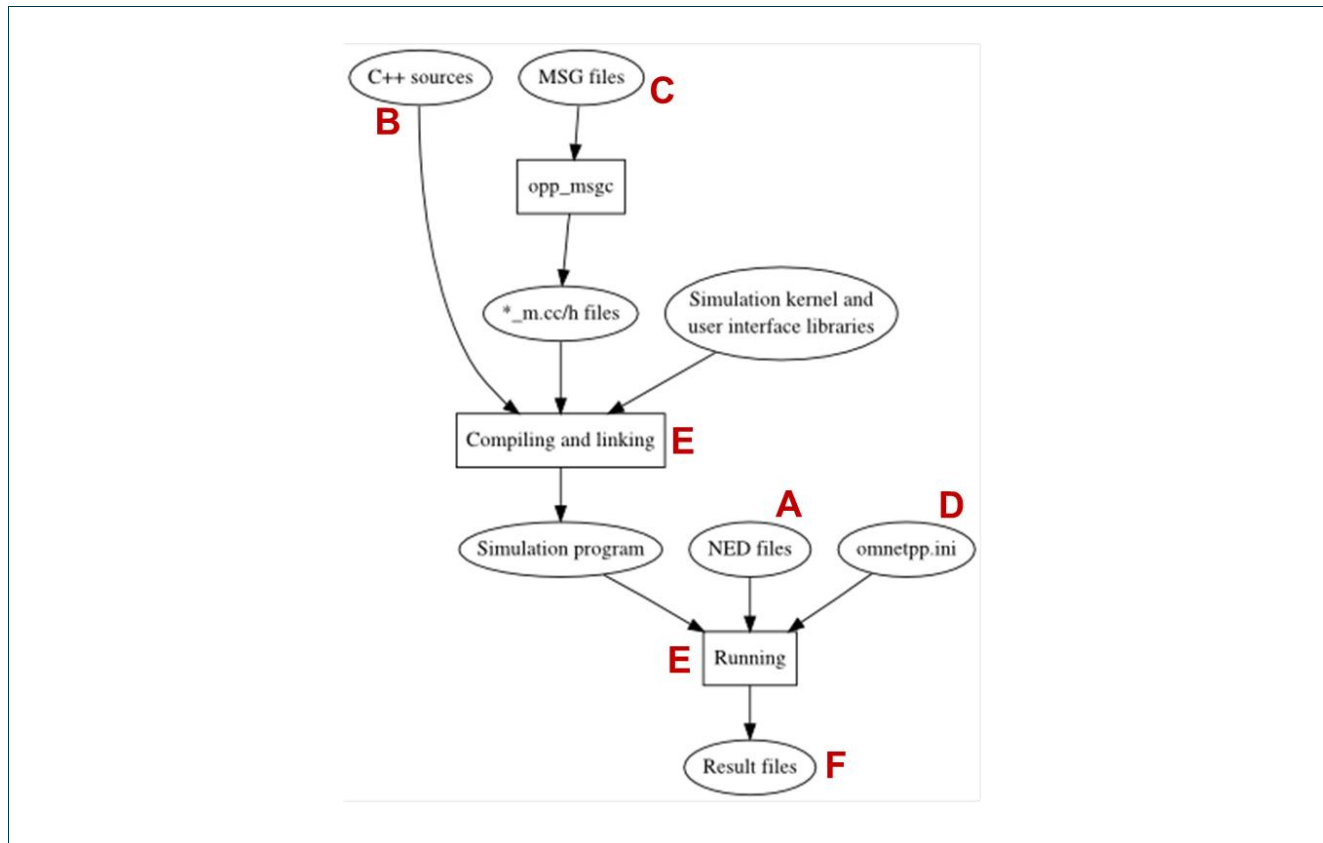 C++ sources
MSG files
C
B
opp_msgc
*_m.cc/h files
Simulation kernel and
user interface libraries
Compiling and linking
E
A
D
Simulation program
NED files
omnetpp.ini
E
Running
Result files
F